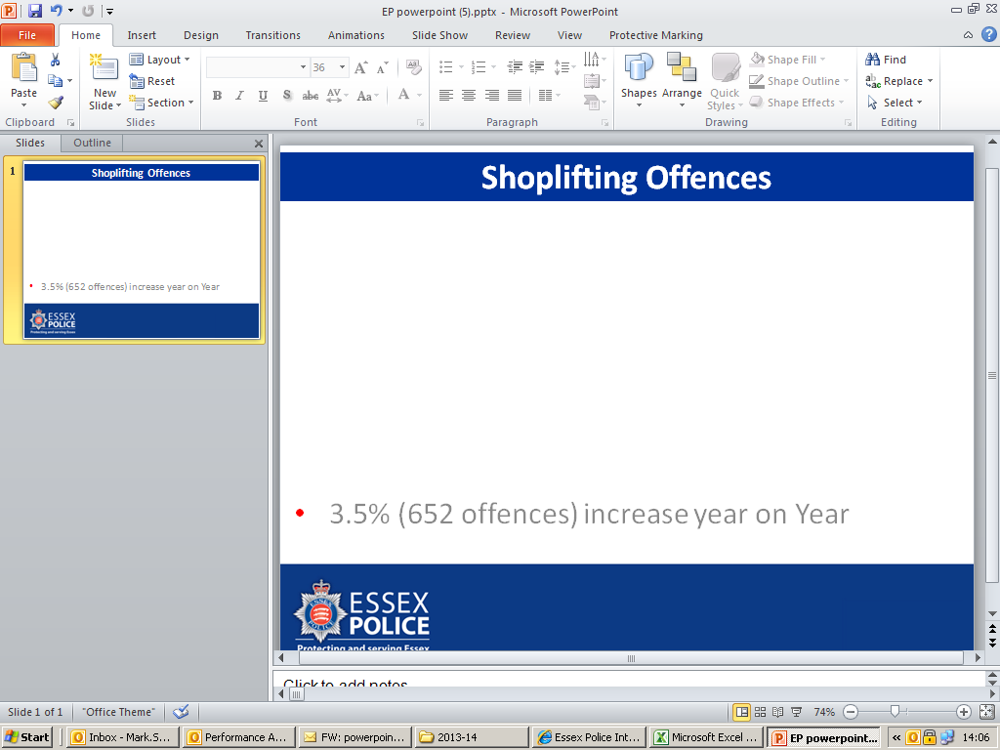 EP powerpoint (5).pptx - Microsoft PowerPoint
File Home Insert Design Transitions Animations Slide Show Review View Protective Marking
Paste
New Slide
Layout
Reset
Section
36
B I U S abc AV Aa A
Shapes Arrange Quick Styles
Shape Fill
Shape Outline
Shape Effects
Find
Replace
Select
Clipboard Slides Font Paragraph Drawing Editing
Slides Outline
1
Shoplifting Offences
• 3.5% (652 offences) increase year on Year
ESSEX
POLICE
Protecting and serving Essex
Shoplifting Offences
• 3.5% (652 offences) increase year on Year
ESSEX
POLICE
Protecting and serving Essex
Click to add notes
Slide 1 of 1 "Office Theme" 74%
Start Inbox - Mark.S... Performance A... FW: powerpoin... 2013-14 Essex Police Int... Microsoft Excel ... EP powerpoint... « 14:06